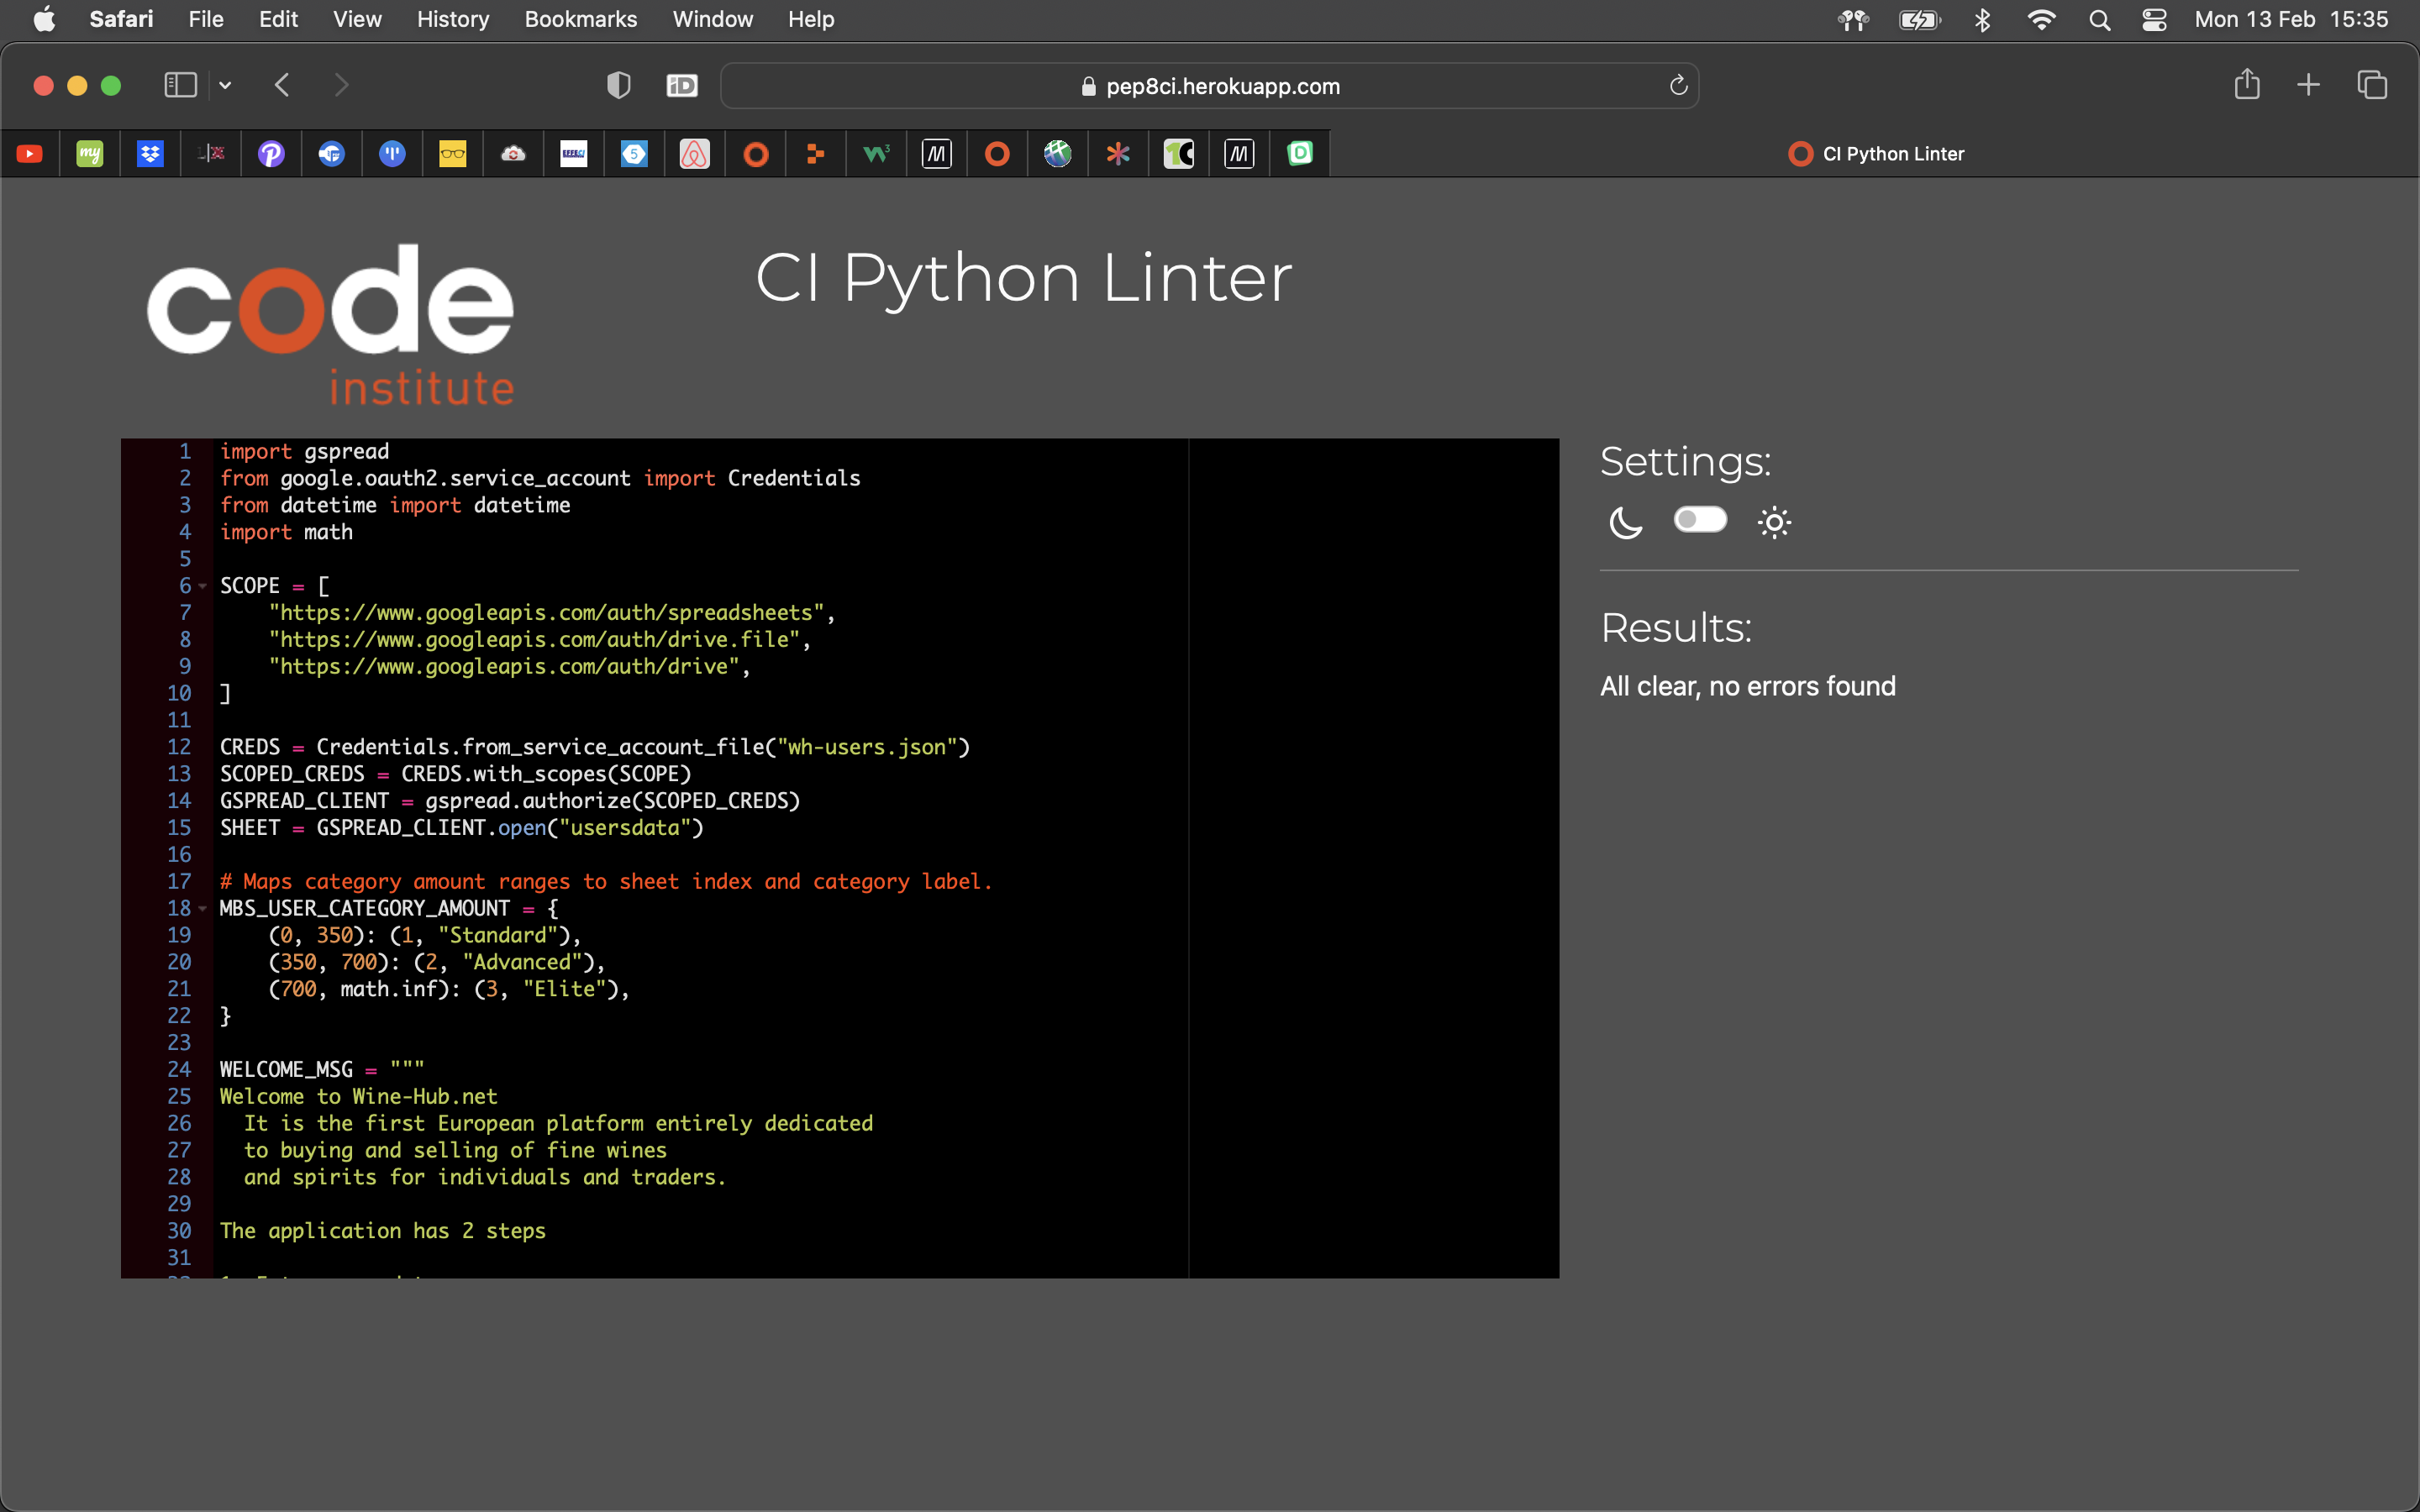 Safari File Edit View History Bookmarks Window Help Mon 13 Feb 15:35
iD pep8ci.herokuapp.com
my 5 CI Python Linter
code
institute
CI Python Linter
1 import gspread
2 from google.oauth2.service_account import Credentials
3 from datetime import datetime
4 import math
5
6 SCOPE = [
7 "https://www.googleapis.com/auth/spreadsheets",
8 "https://www.googleapis.com/auth/drive.file",
9 "https://www.googleapis.com/auth/drive",
10 ]
11
12 CREDS = Credentials.from_service_account_file("wh-users.json")
13 SCOPED_CREDS = CREDS.with_scopes(SCOPE)
14 GSPREAD_CLIENT = gspread.authorize(SCOPED_CREDS)
15 SHEET = GSPREAD_CLIENT.open("usersdata")
16
17 # Maps category amount ranges to sheet index and category label.
18 MBS_USER_CATEGORY_AMOUNT = {
19 (0, 350): (1, "Standard"),
20 (350, 700): (2, "Advanced"),
21 (700, math.inf): (3, "Elite"),
22 }
23
24 WELCOME_MSG = """
25 Welcome to Wine-Hub.net
26 It is the first European platform entirely dedicated
27 to buying and selling of fine wines
28 and spirits for individuals and traders.
29
30 The application has 2 steps
31
Settings:
Results:
All clear, no errors found